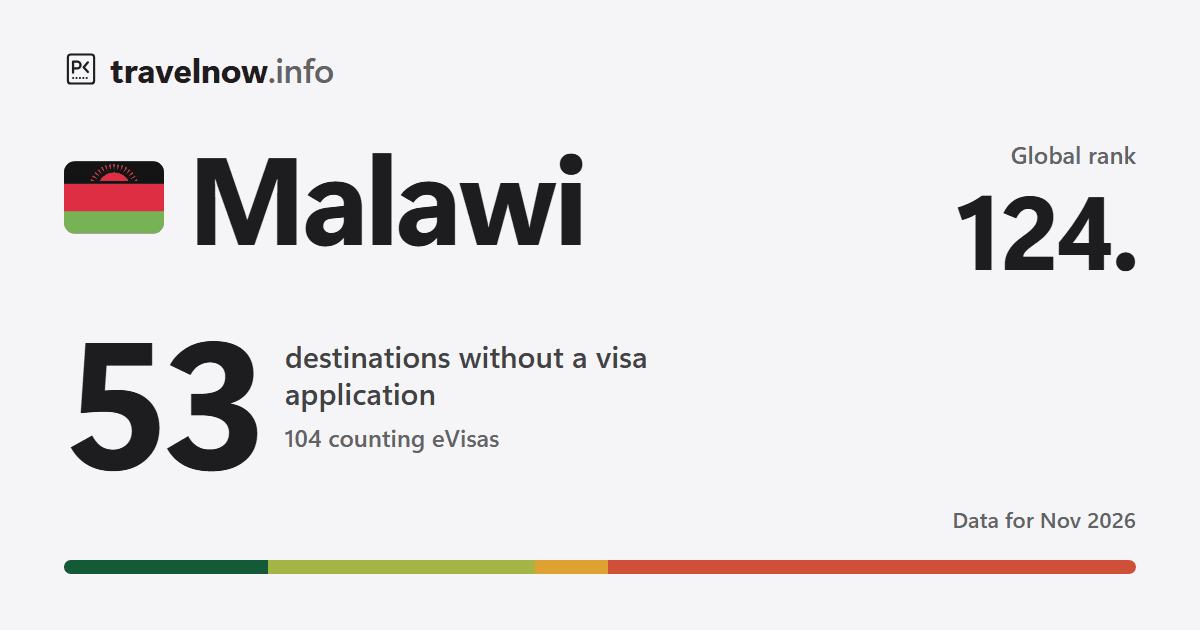 travelnow.info
Malawi
Global rank
124.
53
destinations without a visa
application
104 counting eVisas
Data for Nov 2026